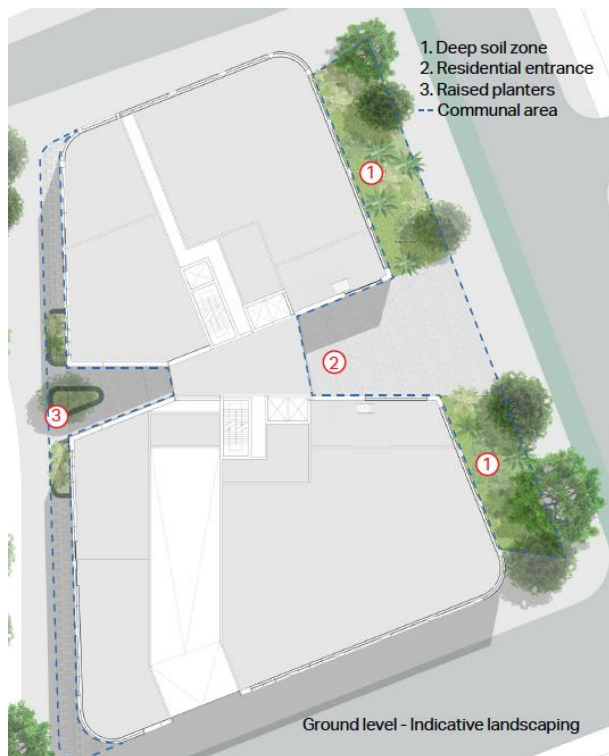 1. Deep soil zone
2. Residential entrance
3. Raised planters
Communal area
1
2
3
1
Ground level - Indicative landscaping